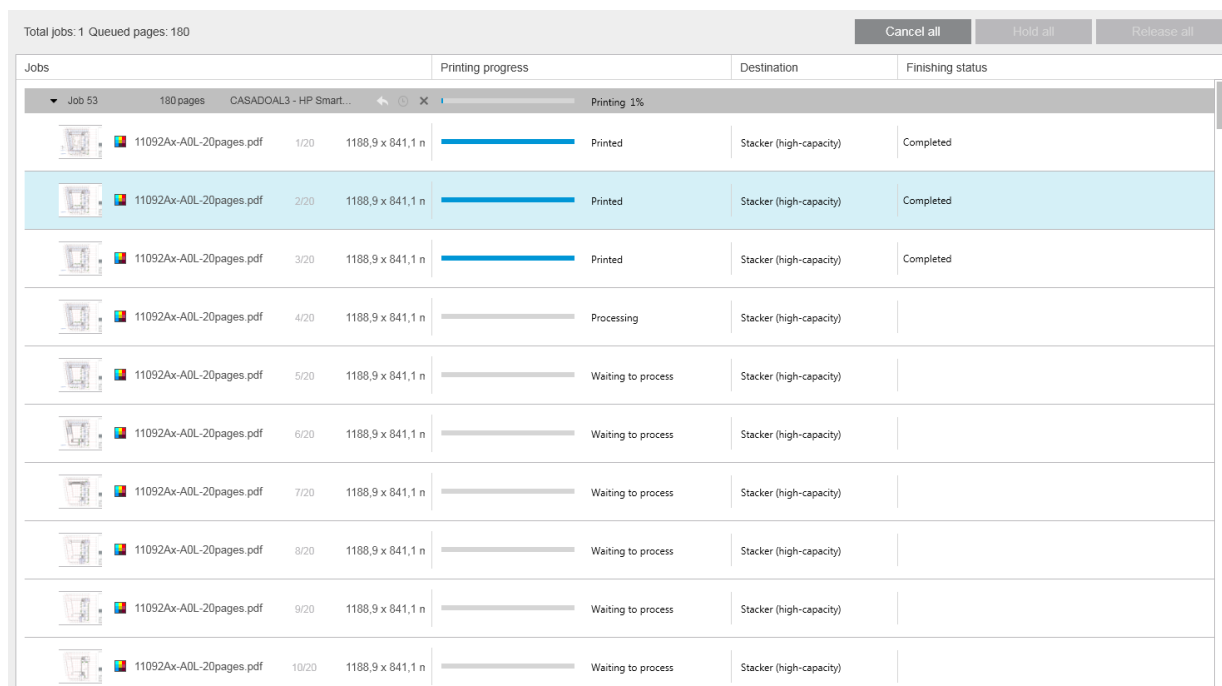 Total jobs: 1 Queued pages: 180 Cancel all Hold all Release all
Jobs Printing progress Destination Finishing status
Job 53 180 pages CASADOAL3 - HP Smart... Printing 1%
11092Ax-A0L-20pages.pdf 1/20 1188,9 x 841,1 n Printed Stacker (high-capacity) Completed
11092Ax-A0L-20pages.pdf 2/20 1188,9 x 841,1 n Printed Stacker (high-capacity) Completed
11092Ax-A0L-20pages.pdf 3/20 1188,9 x 841,1 n Printed Stacker (high-capacity) Completed
11092Ax-A0L-20pages.pdf 4/20 1188,9 x 841,1 n Processing Stacker (high-capacity)
11092Ax-A0L-20pages.pdf 5/20 1188,9 x 841,1 n Waiting to process Stacker (high-capacity)
11092Ax-A0L-20pages.pdf 6/20 1188,9 x 841,1 n Waiting to process Stacker (high-capacity)
11092Ax-A0L-20pages.pdf 7/20 1188,9 x 841,1 n Waiting to process Stacker (high-capacity)
11092Ax-A0L-20pages.pdf 8/20 1188,9 x 841,1 n Waiting to process Stacker (high-capacity)
11092Ax-A0L-20pages.pdf 9/20 1188,9 x 841,1 n Waiting to process Stacker (high-capacity)
11092Ax-A0L-20pages.pdf 10/20 1188,9 x 841,1 n Waiting to process Stacker (high-capacity)